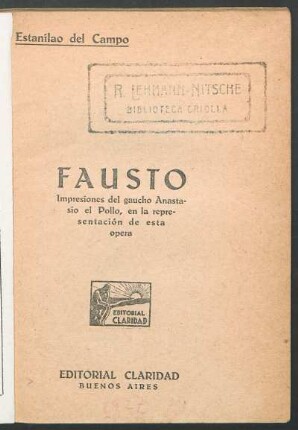 Estanilao del Campo
R. LEHMANN-NITSCHE
BIBLIOTECA CRIOLLA
FAUSTO
Impresiones del gaucho Anasta-
sio el Pollo, en la repre-
sentación de esta
opera
EDITORIAL
CLARIDAD
EDITORIAL CLARIDAD
BUENOS AIRES